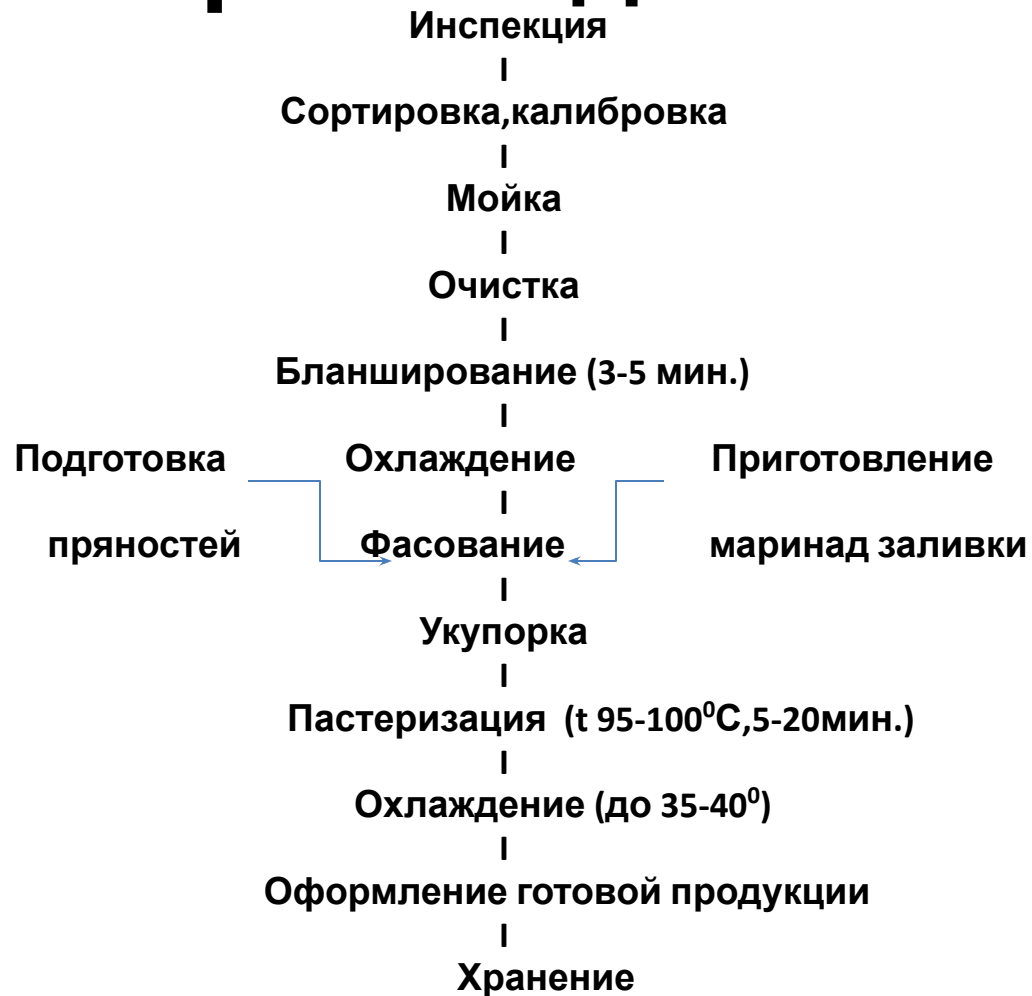 Инспекция
Сортировка,калибровка
Мойка
Очистка
Бланширование (3-5 мин.)
Подготовка Охлаждение Приготовление
пряностей Фасование маринад заливки
Укупорка
Пастеризация (t 95-100⁰С,5-20мин.)
Охлаждение (до 35-40⁰)
Оформление готовой продукции
Хранение